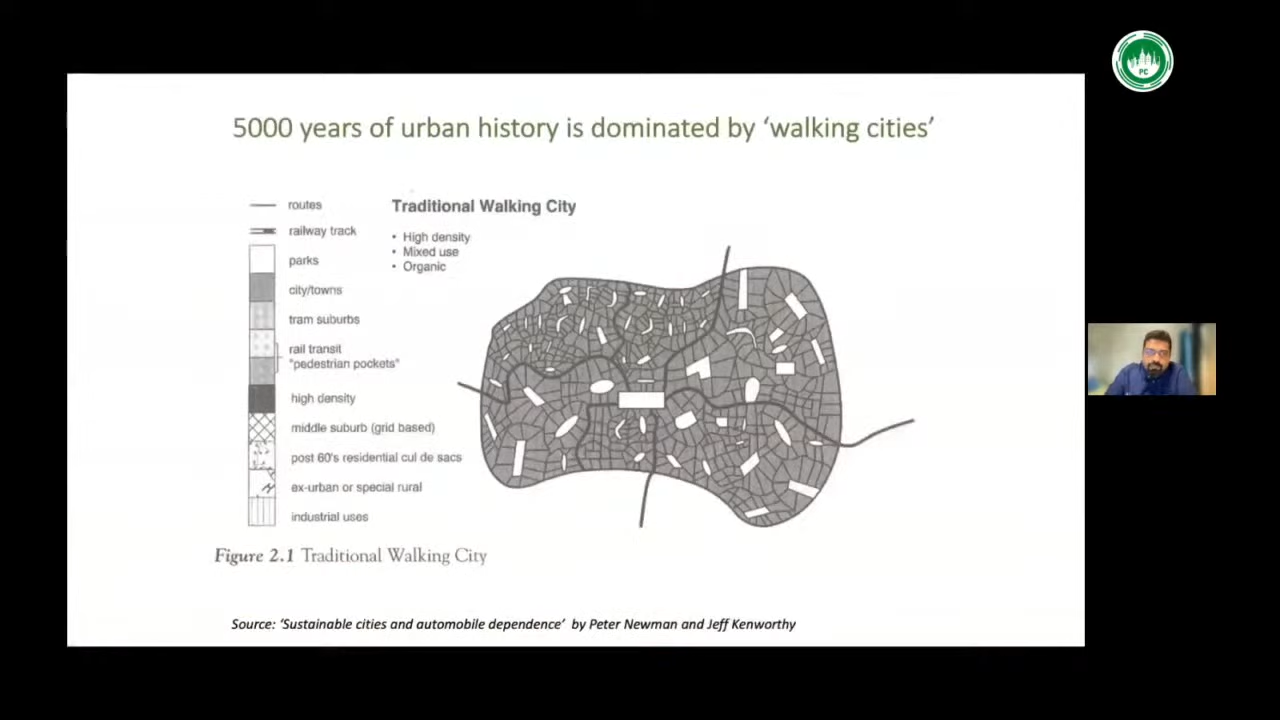 PC
5000 years of urban history is dominated by ‘walking cities’
routes
railway track
parks
city/towns
tram suburbs
rail transit
"pedestrian pockets"
high density
middle suburb (grid based)
post 60's residential cul de sacs
ex-urban or special rural
industrial uses
Traditional Walking City
• High density
• Mixed use
• Organic
Figure 2.1 Traditional Walking City
Source: ‘Sustainable cities and automobile dependence’ by Peter Newman and Jeff Kenworthy